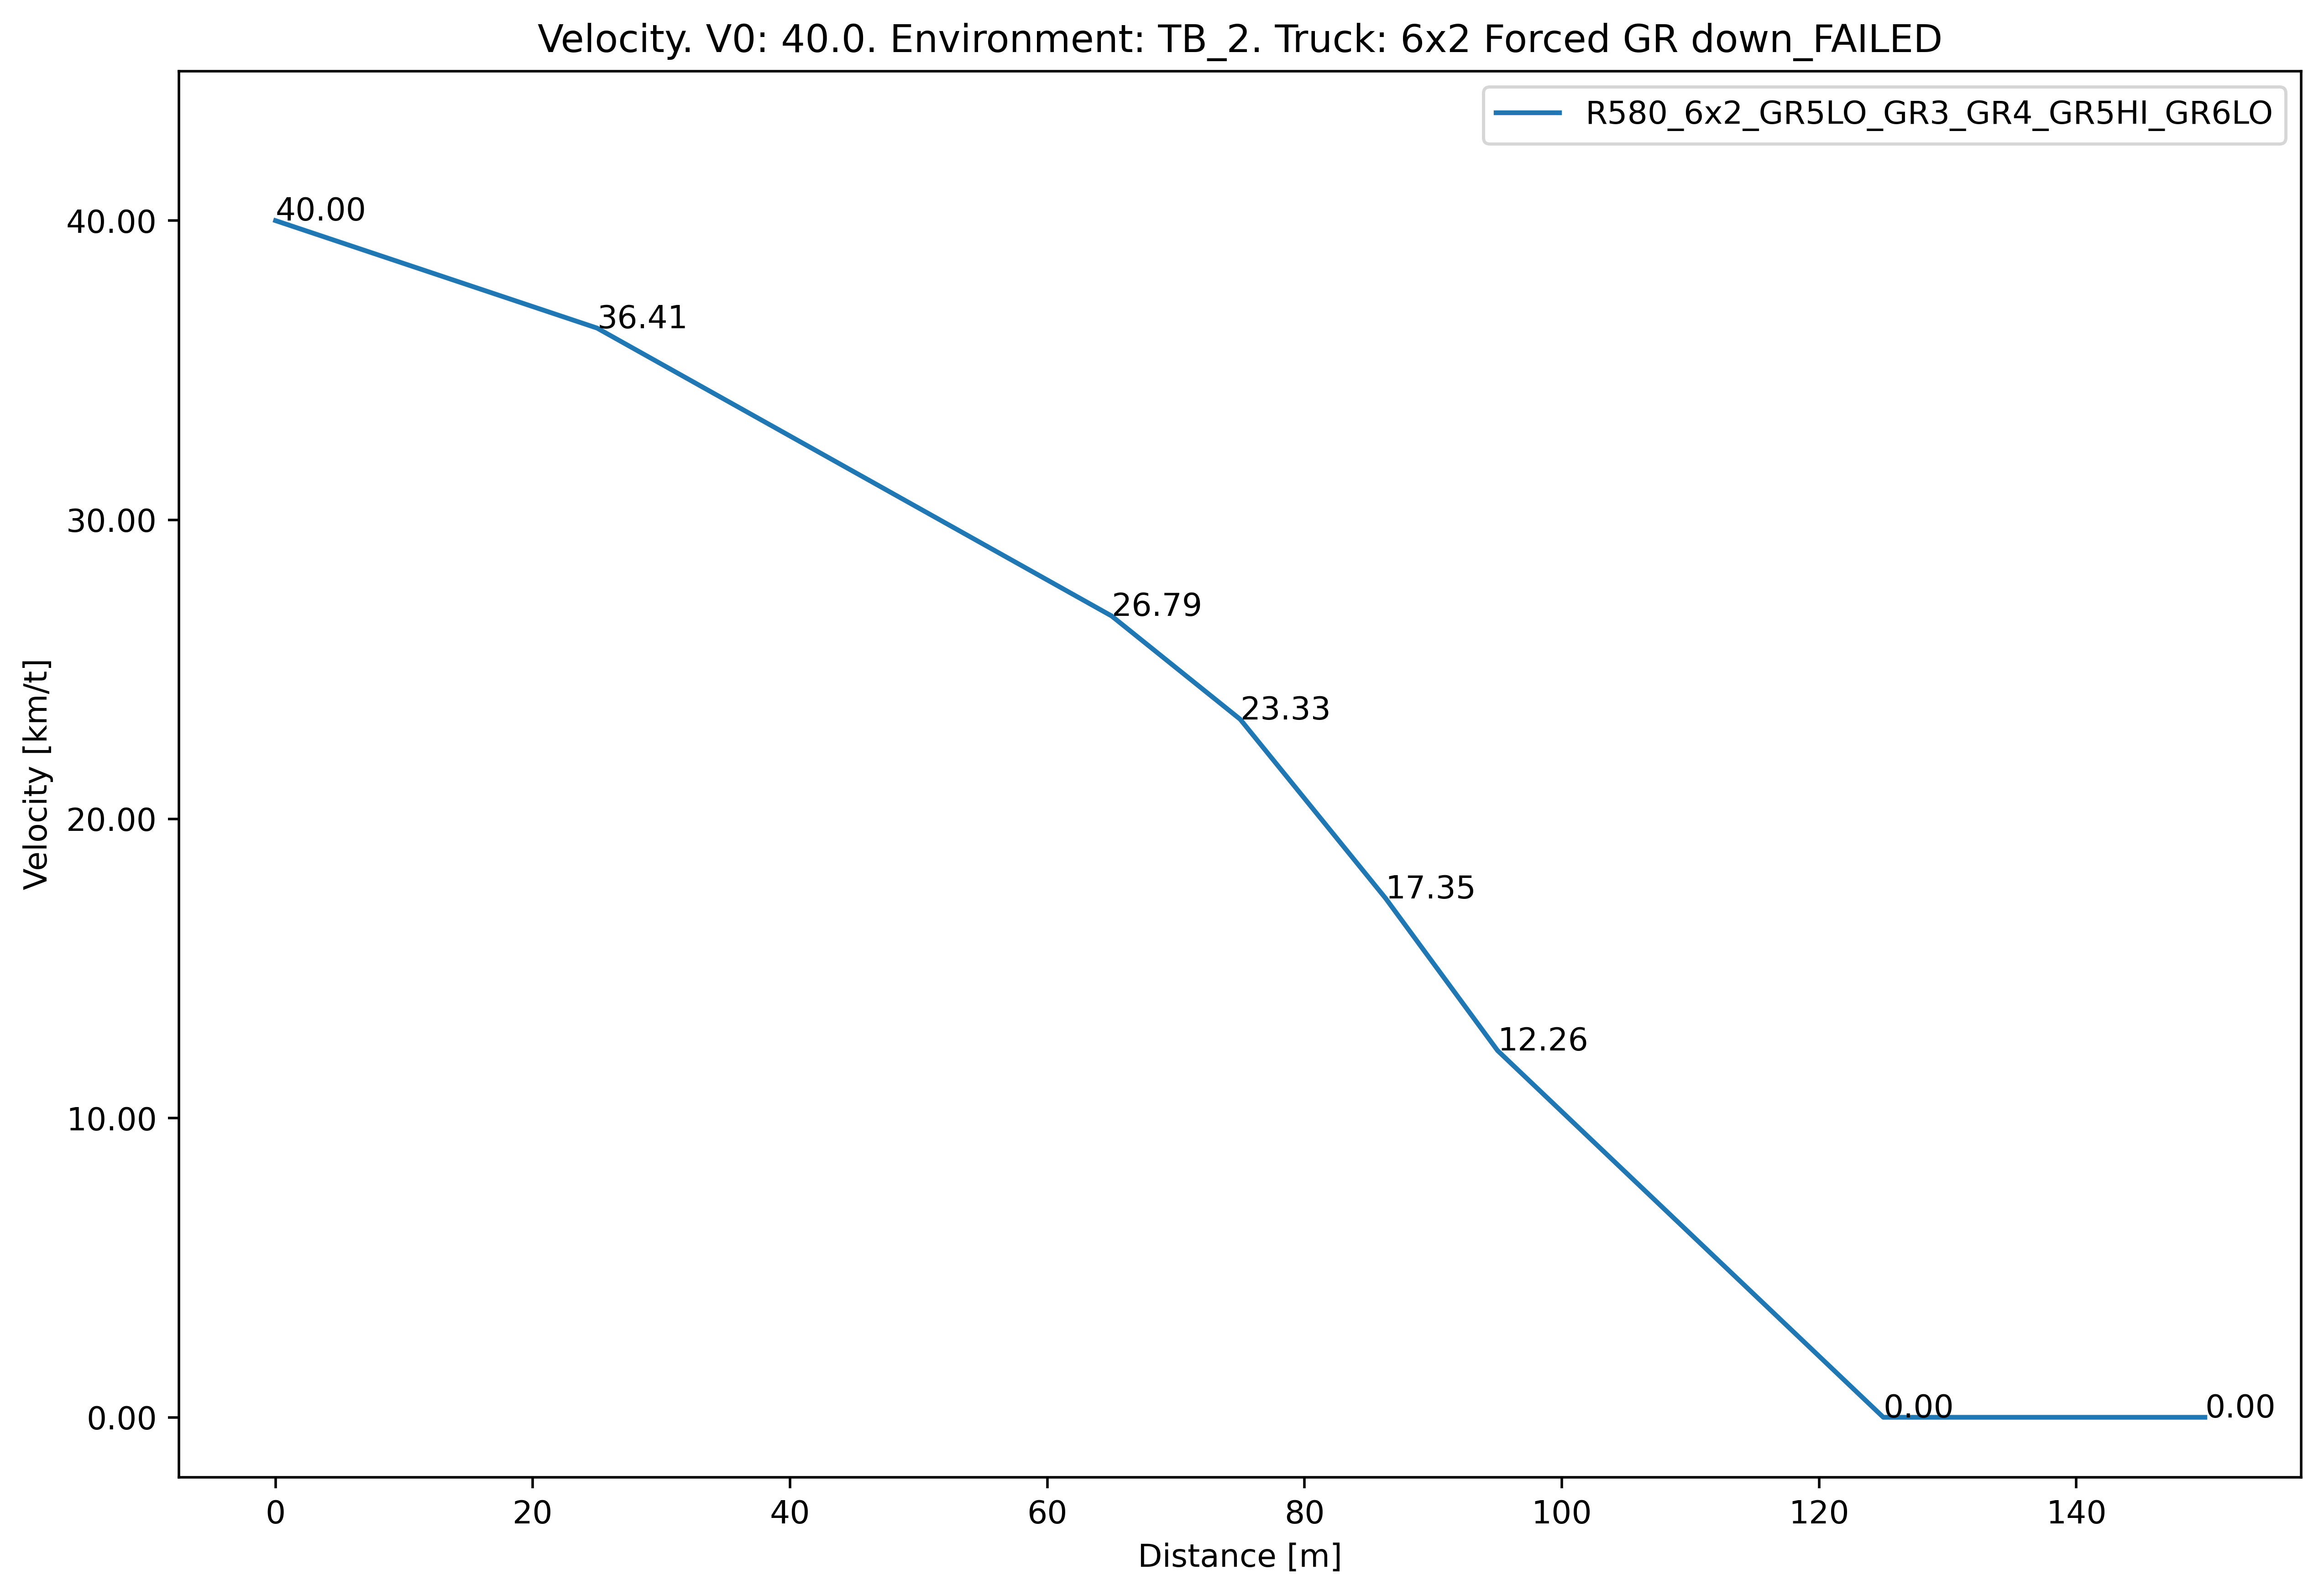 Velocity. V0: 40.0. Environment: TB_2. Truck: 6x2 Forced GR down_FAILED
R580_6x2_GR5LO_GR3_GR4_GR5HI_GR6LO
40.00
36.41
26.79
23.33
17.35
12.26
0.00
0.00
40.00
30.00
20.00
10.00
0.00
Velocity [km/t]
0 20 40 60 80 100 120 140
Distance [m]